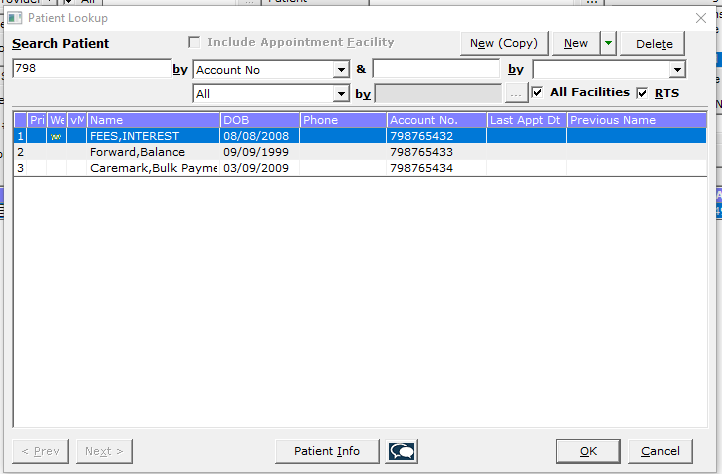 Patient Lookup
Search Patient Include Appointment Facility New (Copy) New Delete
798 by Account No & by
All by ... All Facilities RTS
Pri We vM Name DOB Phone Account No. Last Appt Dt Previous Name
1 FEES,INTEREST 08/08/2008 798765432
2 Forward,Balance 09/09/1999 798765433
3 Caremark,Bulk Payme 03/09/2009 798765434
< Prev Next > Patient Info OK Cancel